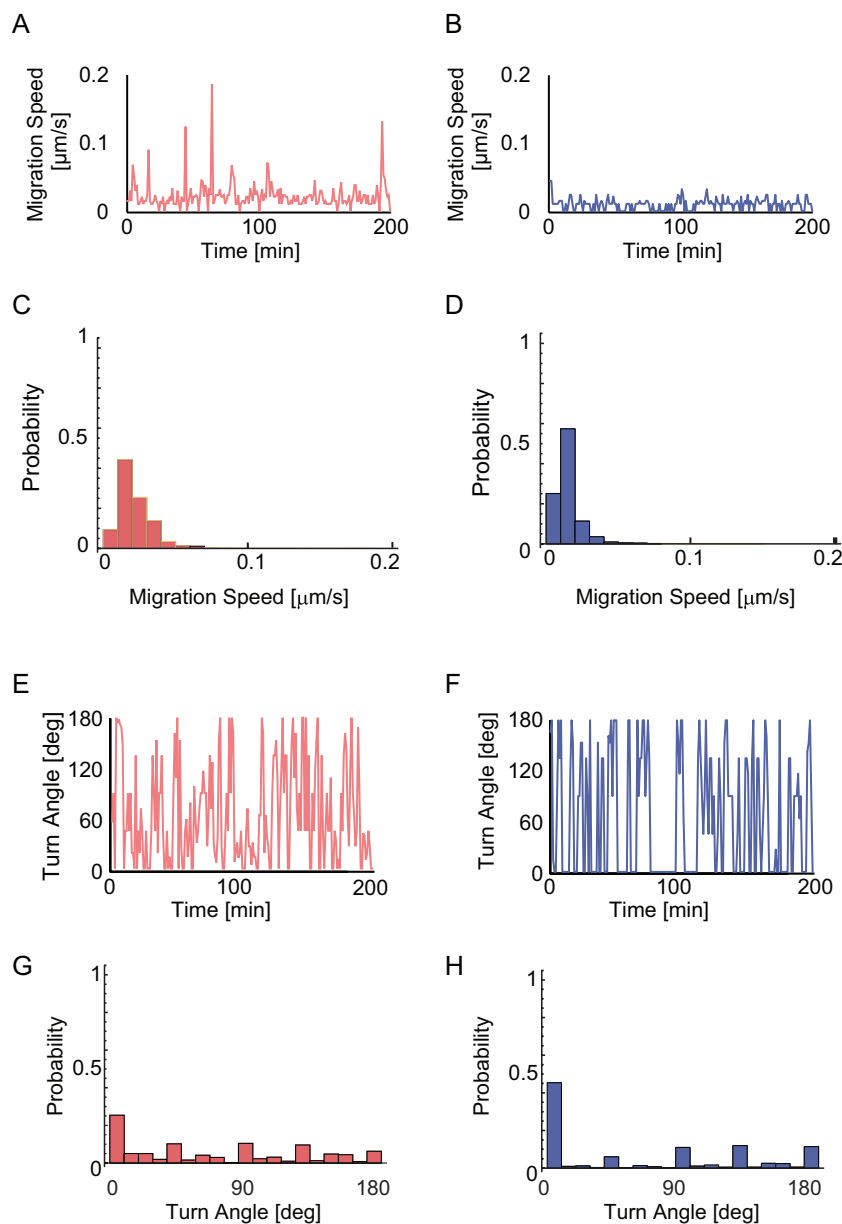 A
B
0.2
0.1
0
Migration Speed
[µm/s]
0
100
200
Time [min]
0.2
0.1
0
Migration Speed
[µm/s]
0
100
200
Time [min]
C
D
1
0.5
0
Probability
0
0.1
0.2
Migration Speed [µm/s]
1
0.5
0
Probability
0
0.1
0.2
Migration Speed [µm/s]
E
F
180
120
60
0
Turn Angle [deg]
0
100
200
Time [min]
180
120
60
0
Turn Angle [deg]
0
100
200
Time [min]
G
H
1
0.5
0
Probability
0
90
180
Turn Angle [deg]
1
0.5
0
Probability
0
90
180
Turn Angle [deg]